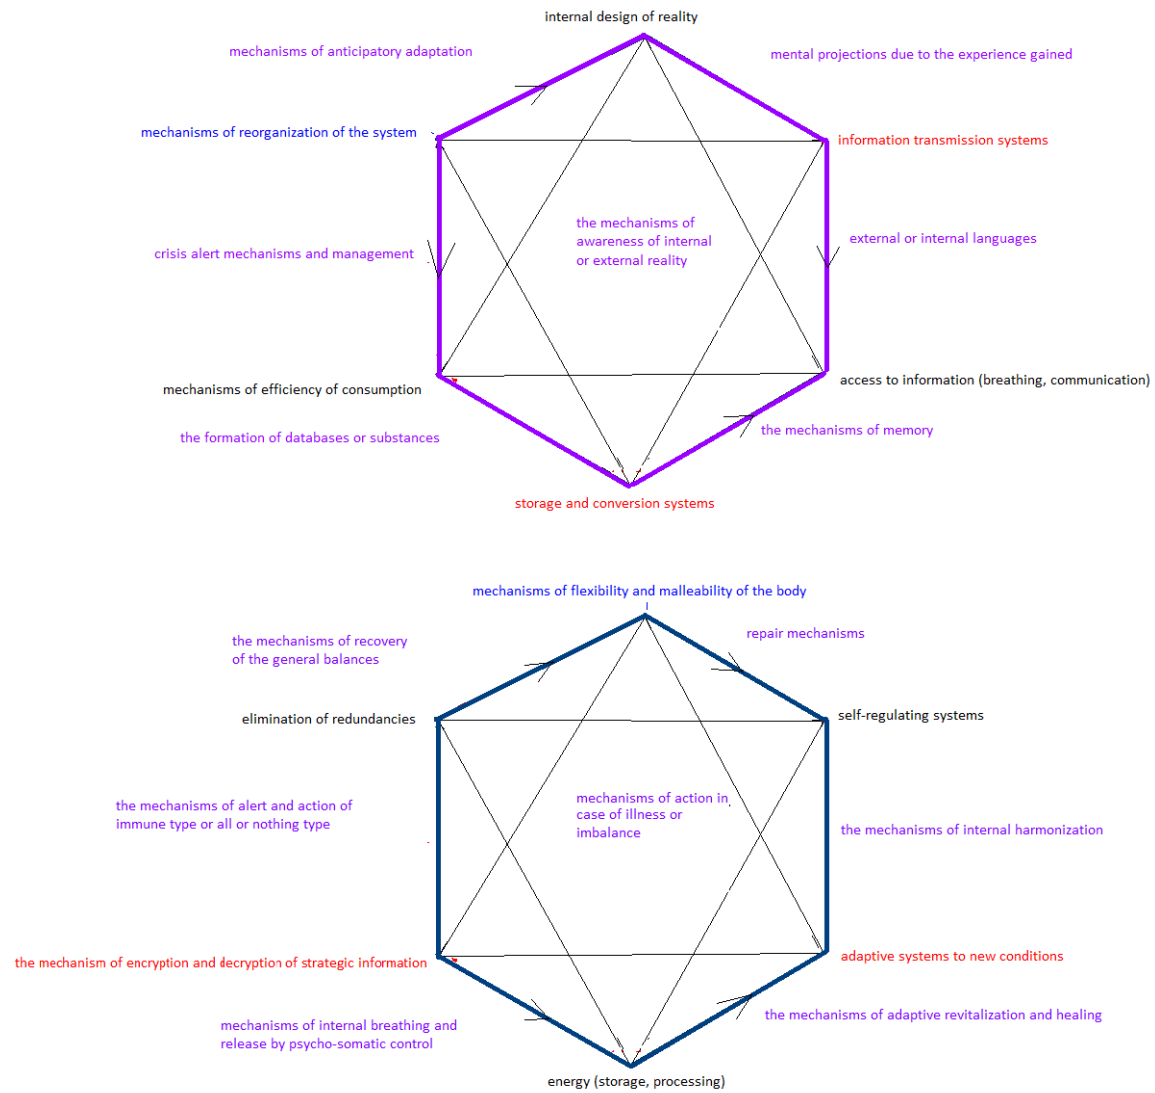 internal design of reality
mechanisms of anticipatory adaptation
mental projections due to the experience gained
mechanisms of reorganization of the system
information transmission systems
the mechanisms of
awareness of internal
or external reality
external or internal languages
crisis alert mechanisms and management
access to information (breathing, communication)
mechanisms of efficiency of consumption
the mechanisms of memory
the formation of databases or substances
storage and conversion systems
mechanisms of flexibility and malleability of the body
the mechanisms of recovery
of the general balances
repair mechanisms
elimination of redundancies
self-regulating systems
the mechanisms of alert and action of
immune type or all or nothing type
mechanisms of action in
case of illness or
imbalance
the mechanisms of internal harmonization
the mechanism of encryption and decryption of strategic information
adaptive systems to new conditions
mechanisms of internal breathing and
release by psycho-somatic control
the mechanisms of adaptive revitalization and healing
energy (storage, processing)